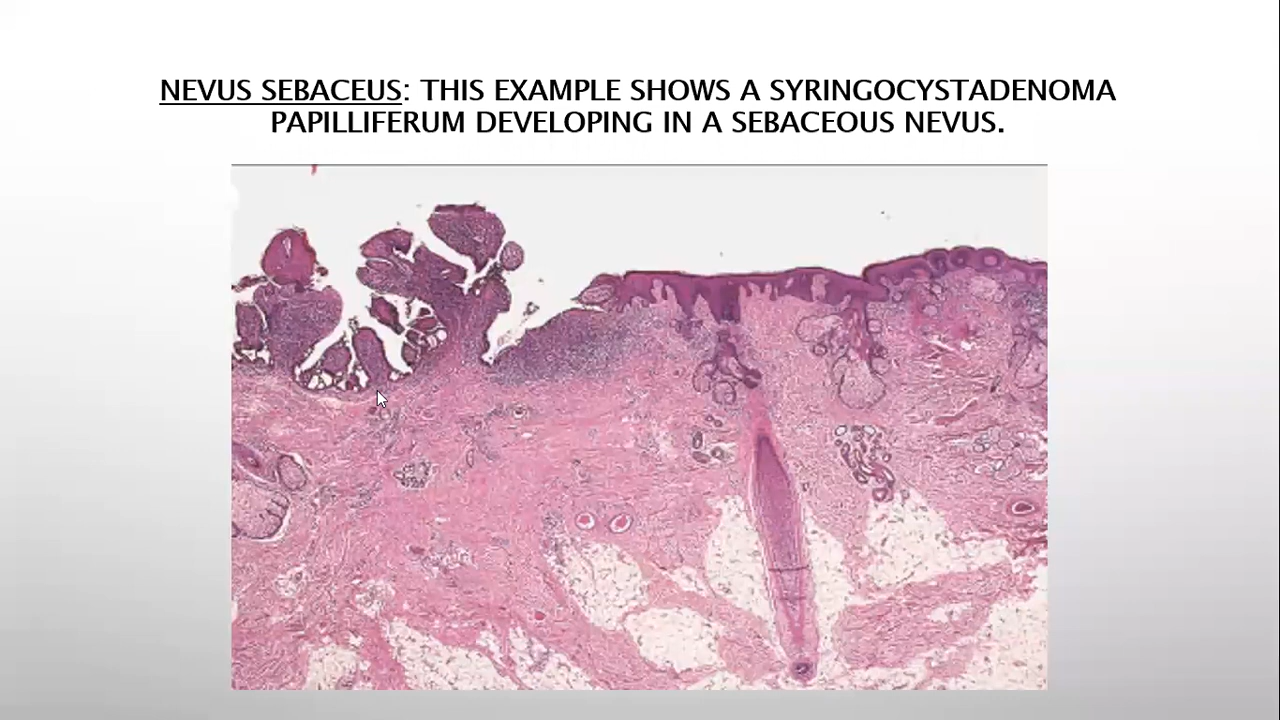 NEVUS SEBACEUS: THIS EXAMPLE SHOWS A SYRINGOCYSTADENOMA
PAPILLIFERUM DEVELOPING IN A SEBACEOUS NEVUS.